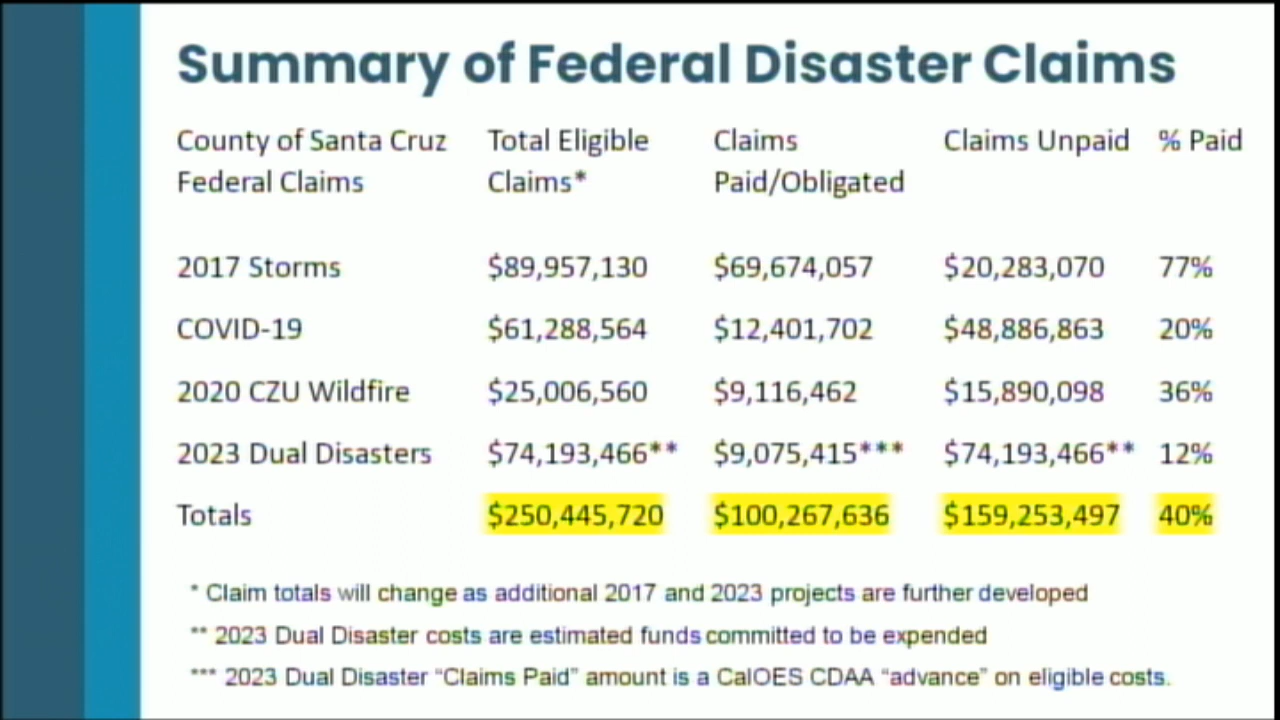 Summary of Federal Disaster Claims
County of Santa Cruz Federal Claims Total Eligible Claims* Claims Paid/Obligated Claims Unpaid % Paid
2017 Storms $89,957,130 $69,674,057 $20,283,070 77%
COVID-19 $61,288,564 $12,401,702 $48,886,863 20%
2020 CZU Wildfire $25,006,560 $9,116,462 $15,890,098 36%
2023 Dual Disasters $74,193,466** $9,075,415*** $74,193,466** 12%
Totals $250,445,720 $100,267,636 $159,253,497 40%
* Claim totals will change as additional 2017 and 2023 projects are further developed
** 2023 Dual Disaster costs are estimated funds committed to be expended
*** 2023 Dual Disaster “Claims Paid” amount is a CalOES CDAA “advance” on eligible costs.